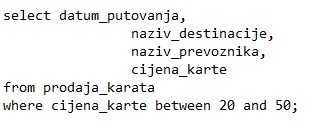 select datum_putovanja,
naziv_destinacije,
naziv_prevoznika,
cijena_karte
from prodaja_karata
where cijena_karte between 20 and 50;